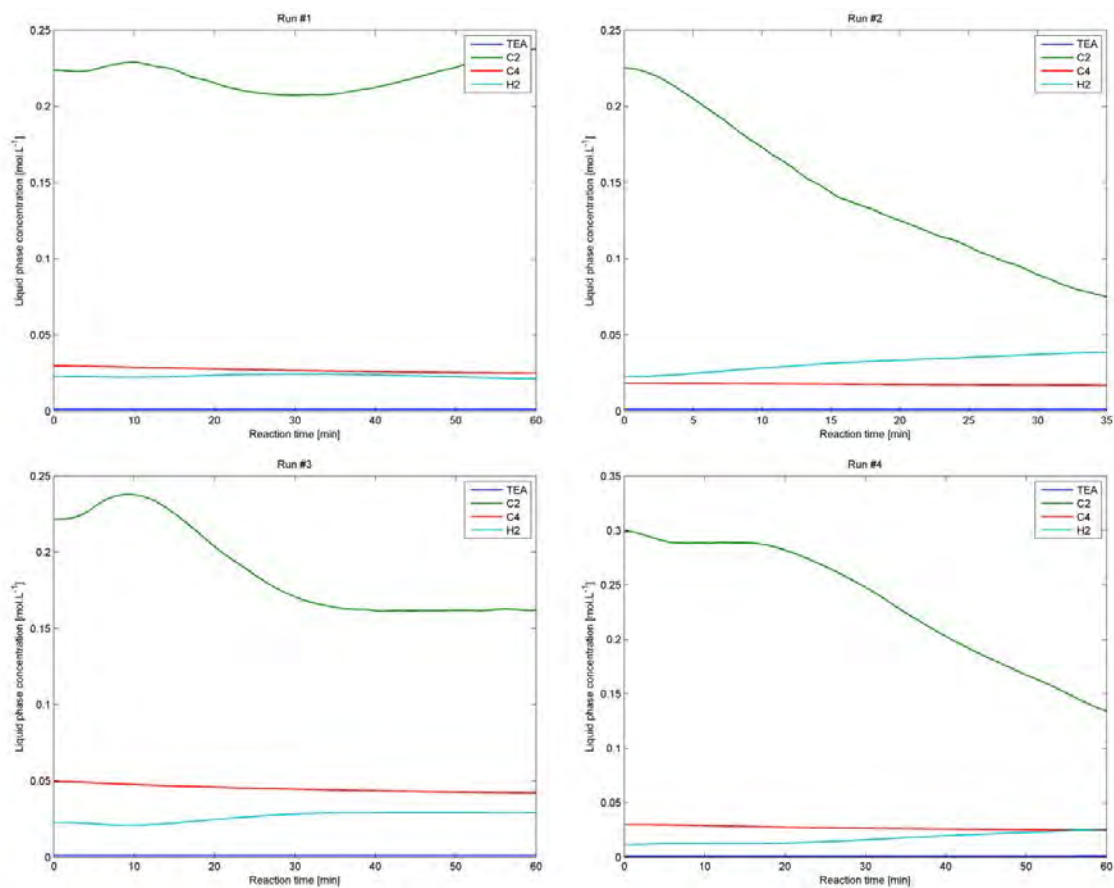 Run #1
0.25
0.2
0.15
0.1
0.05
0
Liquid phase concentration [mol.L⁻¹]
TEA
C2
C4
H2
0 10 20 30 40 50 60
Reaction time [min]
Run #2
0.25
0.2
0.15
0.1
0.05
0
Liquid phase concentration [mol.L⁻¹]
TEA
C2
C4
H2
0 5 10 15 20 25 30 35
Reaction time [min]
Run #3
0.25
0.2
0.15
0.1
0.05
0
Liquid phase concentration [mol.L⁻¹]
TEA
C2
C4
H2
0 10 20 30 40 50 60
Reaction time [min]
Run #4
0.35
0.3
0.25
0.2
0.15
0.1
0.05
0
Liquid phase concentration [mol.L⁻¹]
TEA
C2
C4
H2
0 10 20 30 40 50 60
Reaction time [min]